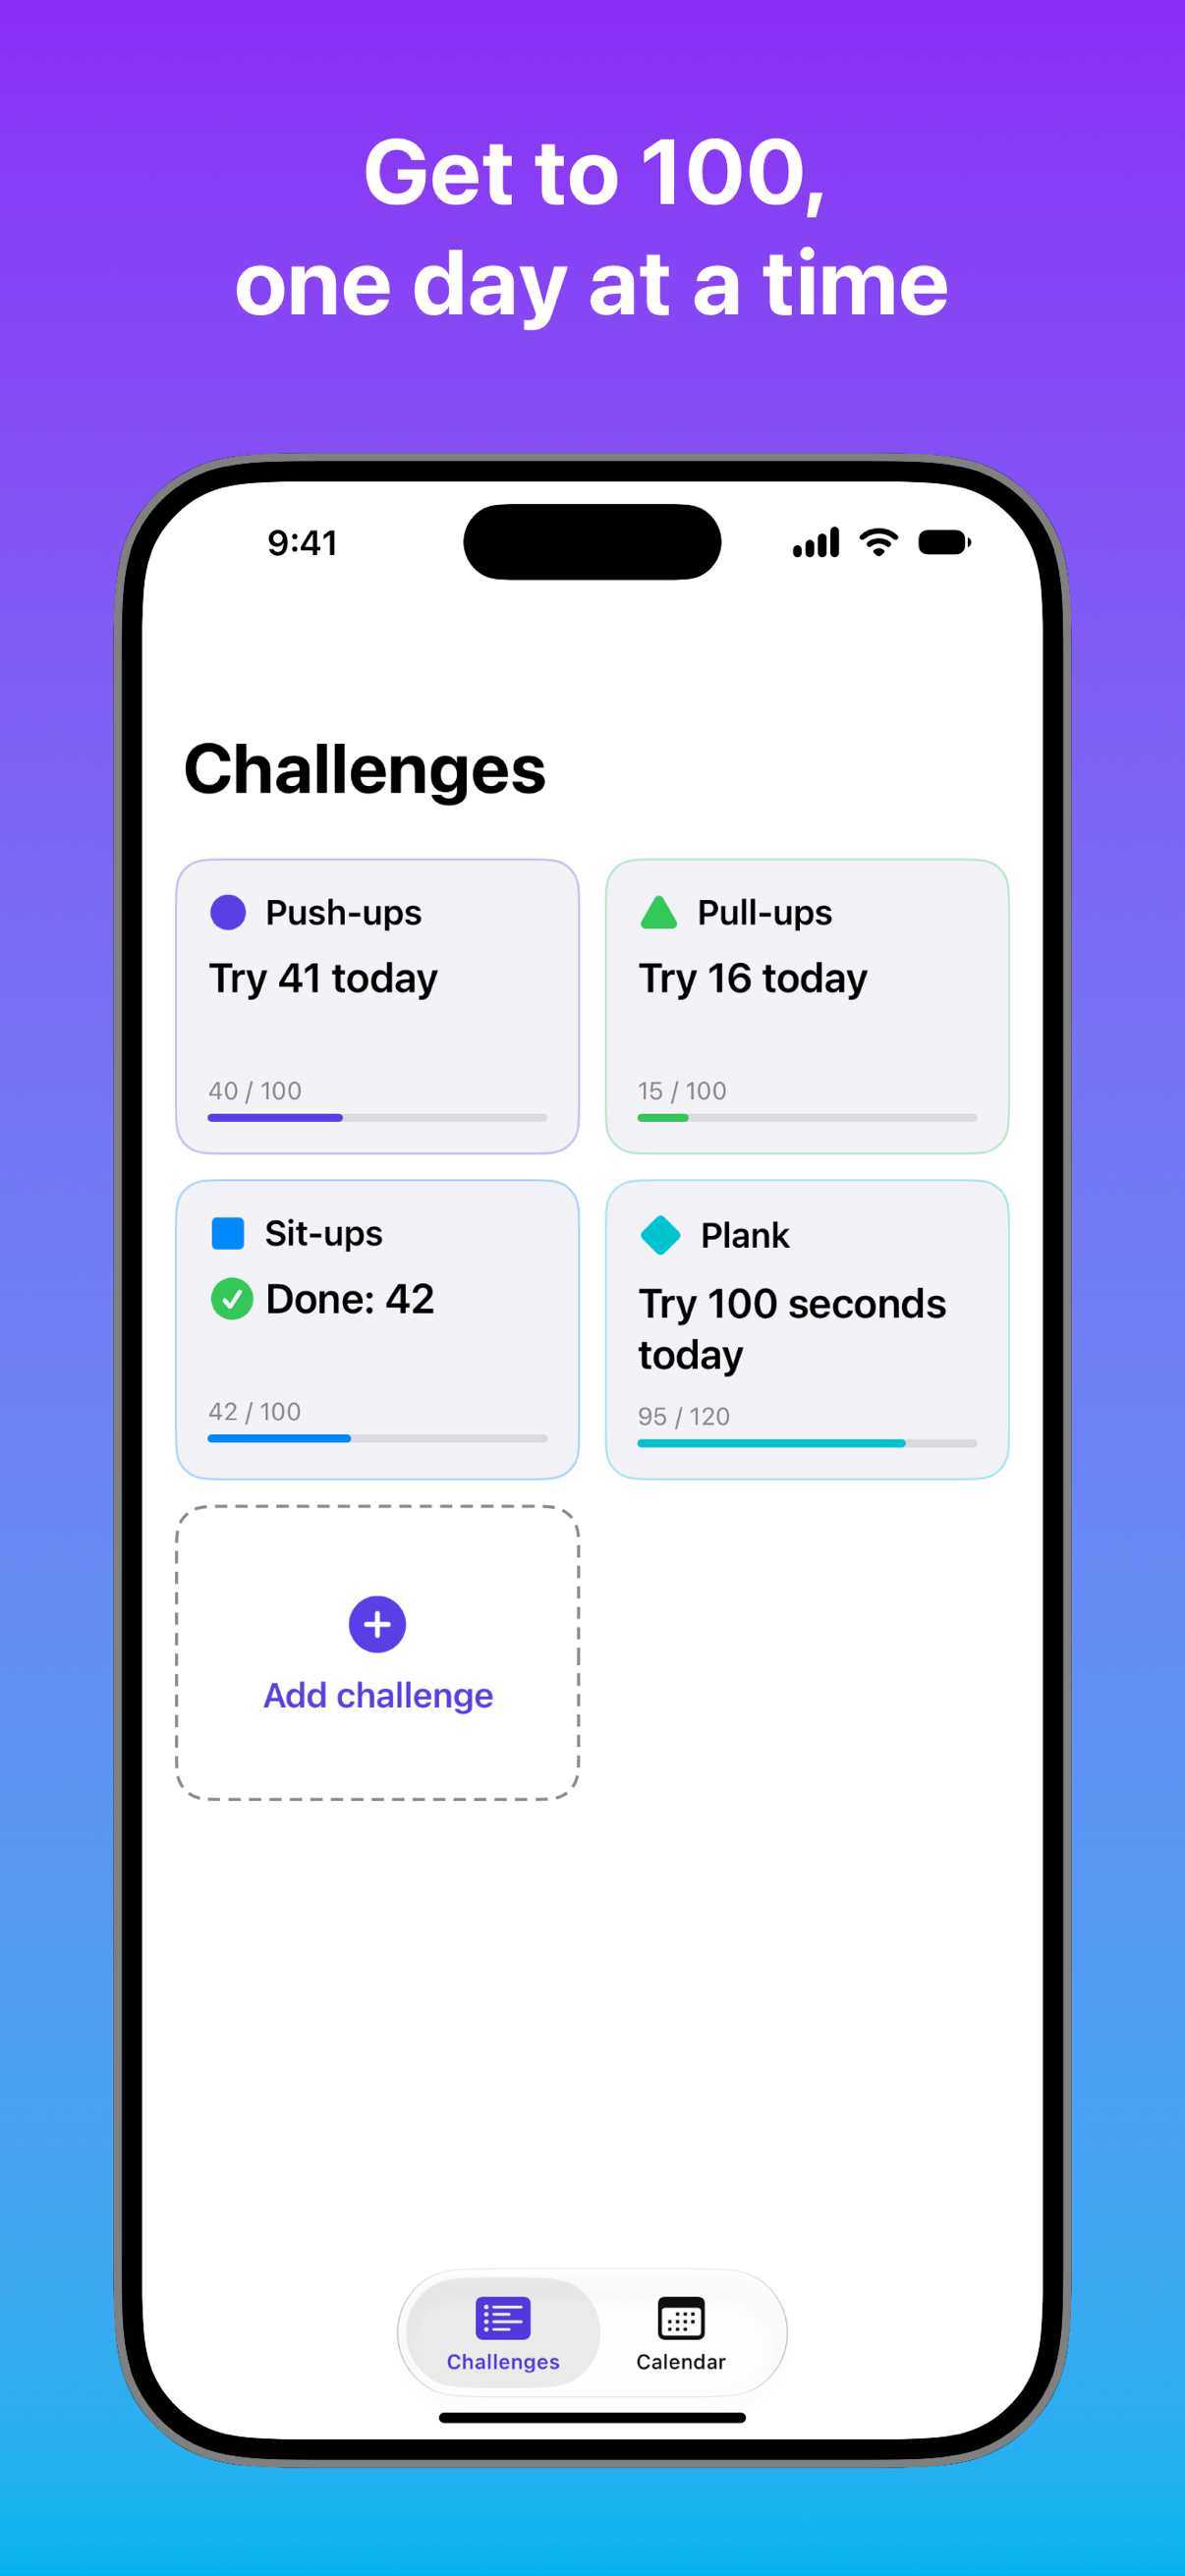 Get to 100,
one day at a time
9:41
Challenges
Push-ups
Try 41 today
40 / 100
Pull-ups
Try 16 today
15 / 100
Sit-ups
Done: 42
42 / 100
Plank
Try 100 seconds
today
95 / 120
Add challenge
Challenges
Calendar